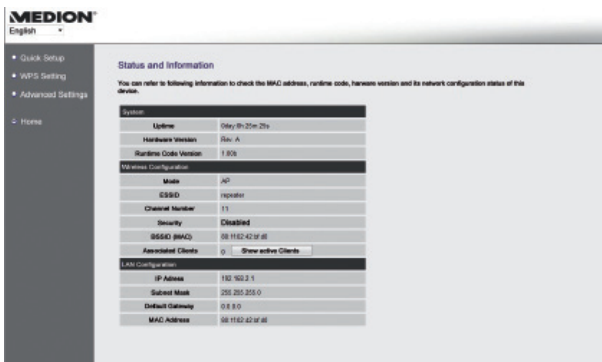 MEDION®
English
Quick Setup
WPS Setting
Advanced Settings
Home
Status and Information
You can refer to following information to check the MAC address, runtime code, harware version and its network configuration status of this
device.
System
Uptime 0day:0h:25m:29s
Hardware Version Rev. A
Runtime Code Version
Wireless Configuration
Mode AP
ESSID repeater
Channel Number 11
Security Disabled
BSSID (MAC)
Associated Clients 0 Show active Clients
LAN Configuration
IP Adress 192.168.2.1
Subnet Mask 255.255.255.0
Default Gateway 0.0.0.0
MAC Address